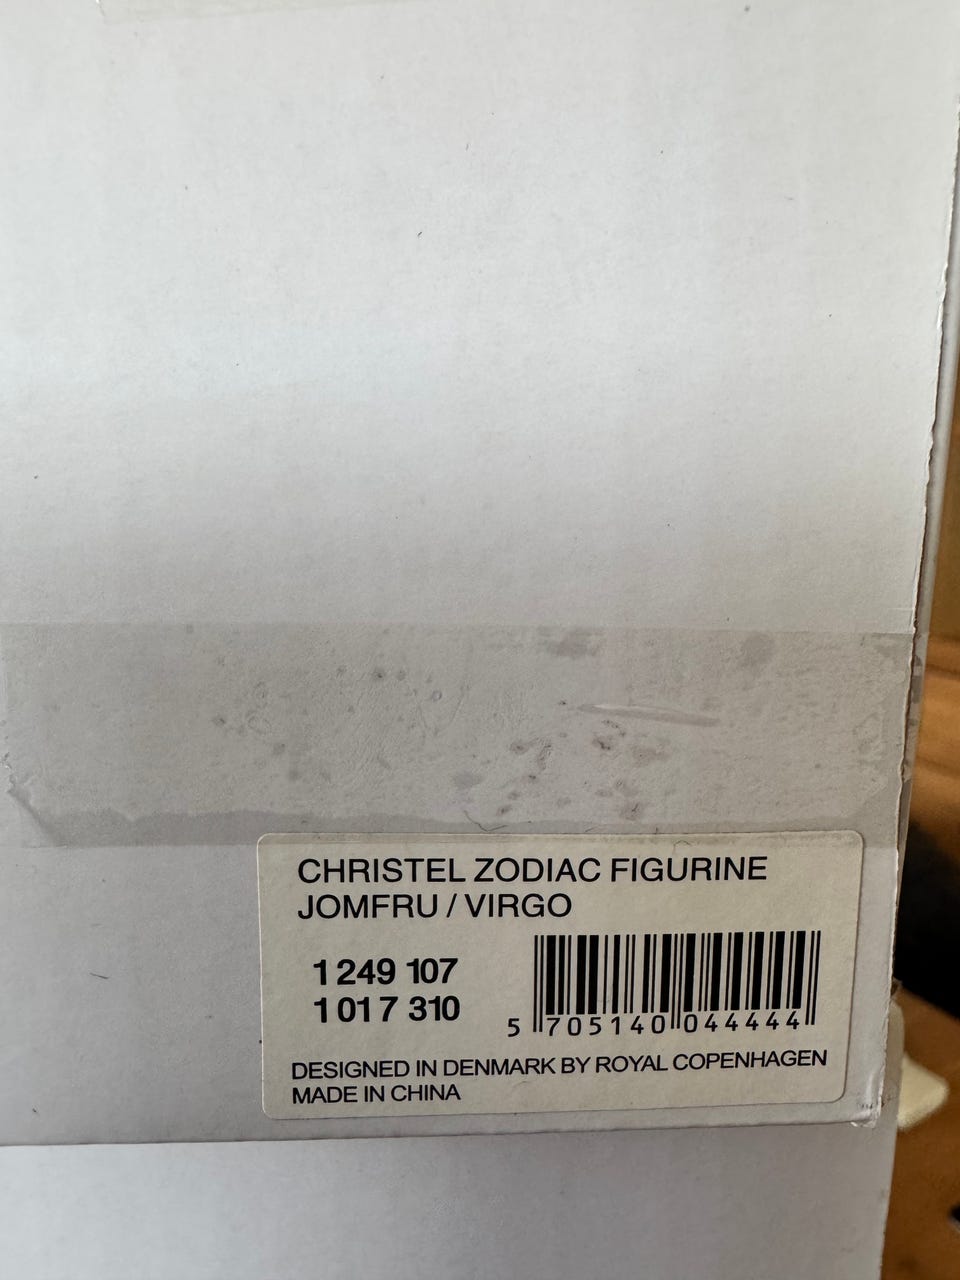 CHRISTEL ZODIAC FIGURINE
JOMFRU / VIRGO
1 249 107
1 017 310
5 705140 044444
DESIGNED IN DENMARK BY ROYAL COPENHAGEN
MADE IN CHINA